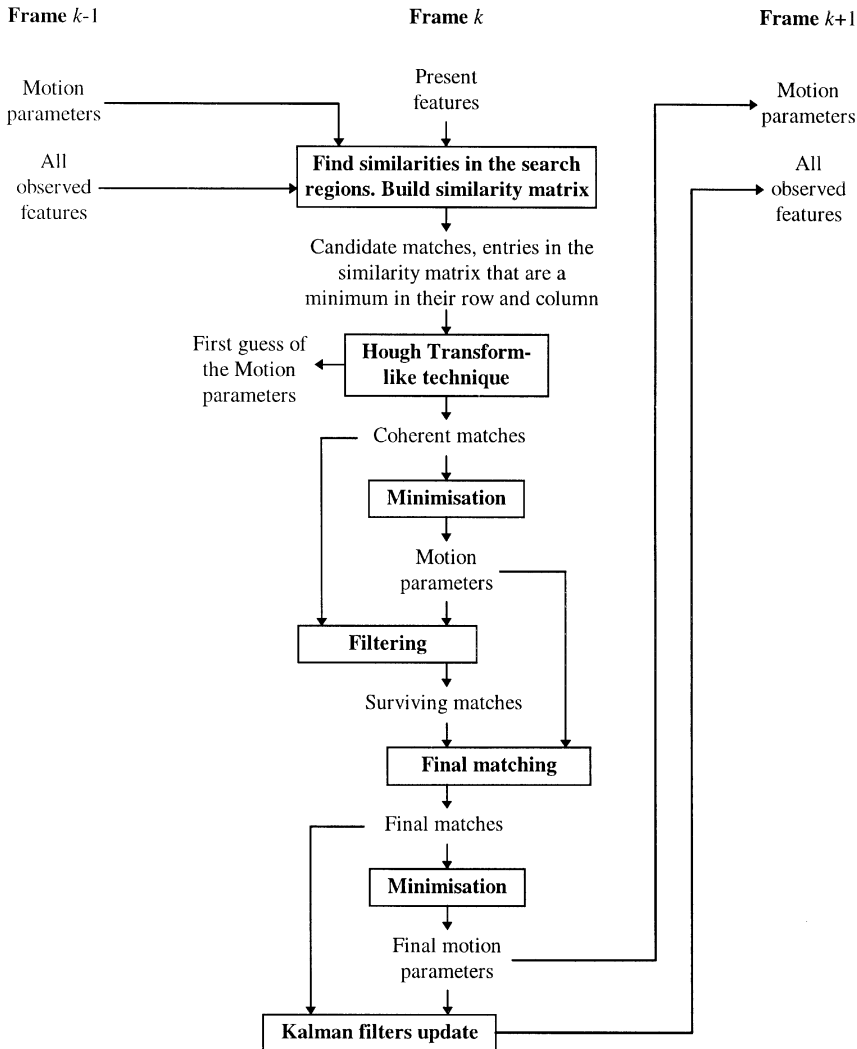 Frame k-1
Frame k
Frame k+1
Motion
parameters
Present
features
Motion
parameters
All
observed
features
Find similarities in the search
regions. Build similarity matrix
All
observed
features
Candidate matches, entries in the
similarity matrix that are a
minimum in their row and column
First guess of
the Motion
parameters
Hough Transform-
like technique
Coherent matches
Minimisation
Motion
parameters
Filtering
Surviving matches
Final matching
Final matches
Minimisation
Final motion
parameters
Kalman filters update